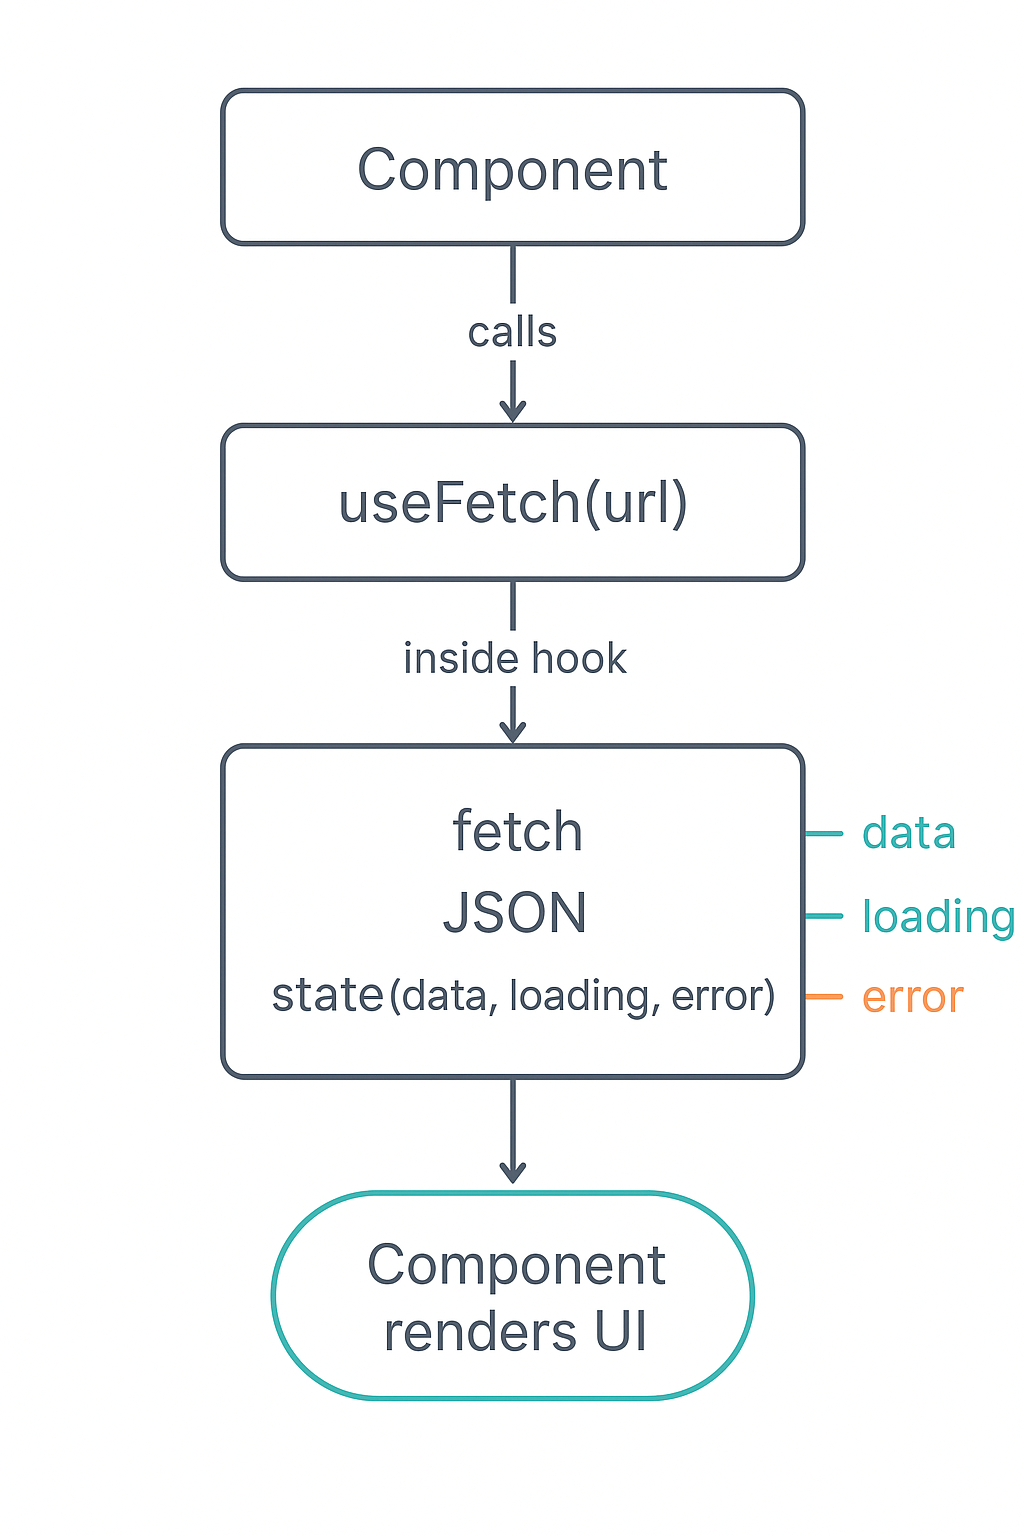 Component
calls
useFetch(url)
inside hook
fetch
data
JSON
loading
state(data, loading, error)
error
Component
renders UI